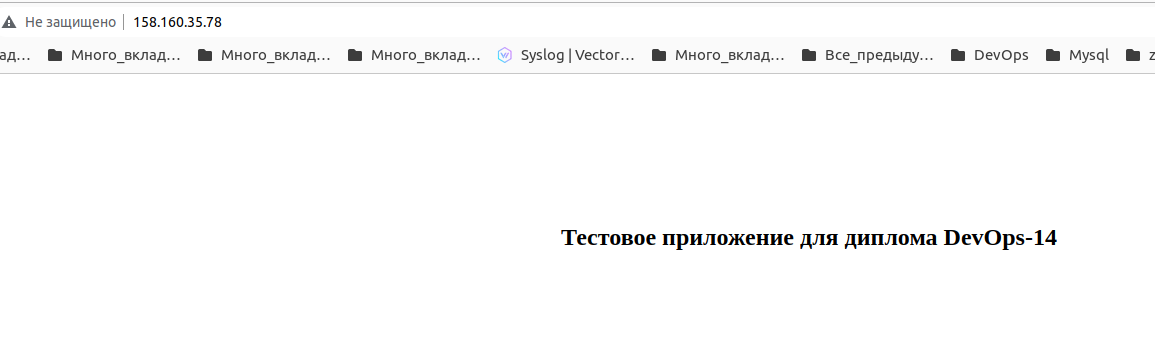 Не защищено 158.160.35.78
ад… Много_вклад… Много_вклад… Много_вклад… Syslog | Vector… Много_вклад… Все_предыду… DevOps Mysql z
Тестовое приложение для диплома DevOps-14